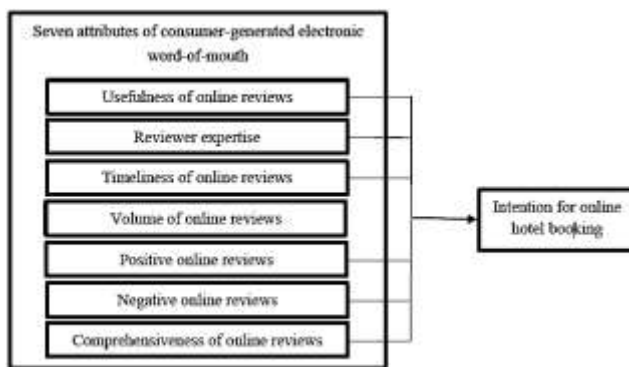 Seven attributes of consumer-generated electronic
word-of-mouth
Usefulness of online reviews
Reviewer expertise
Timeliness of online reviews
Volume of online reviews
Positive online reviews
Negative online reviews
Comprehensiveness of online reviews
Intention for online
hotel booking